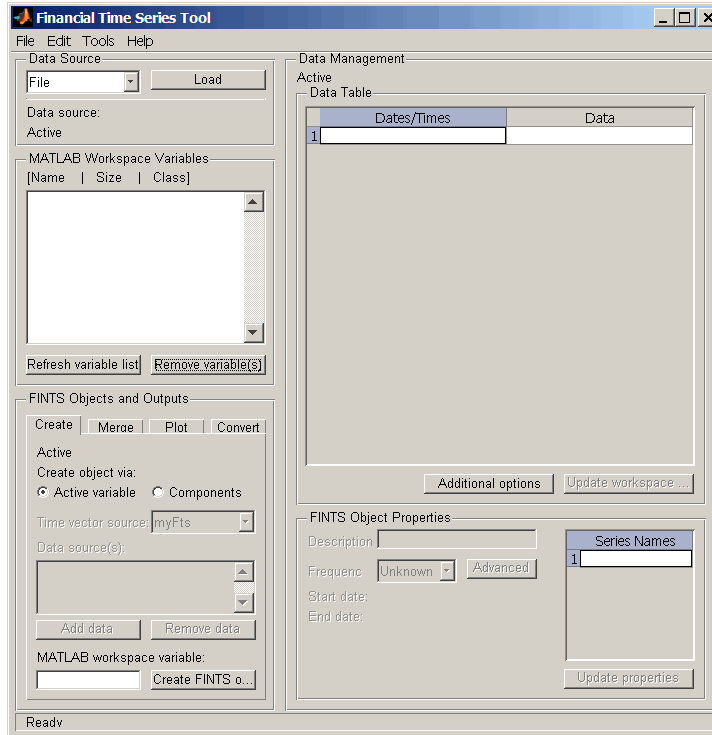 Financial Time Series Tool
File Edit Tools Help
Data Source
File
Load
Data source:
Active
MATLAB Workspace Variables
[Name | Size | Class]
Refresh variable list
Remove variable(s)
FINTS Objects and Outputs
Create Merge Plot Convert
Active
Create object via:
Active variable Components
Time vector source: myFts
Data source(s):
Add data
Remove data
MATLAB workspace variable:
Create FINTS o...
Data Management
Active
Data Table
Dates/Times Data
1
Additional options
Update workspace ...
FINTS Object Properties
Description
Frequenc Unknown Advanced
Start date:
End date:
Series Names
1
Update properties
Ready